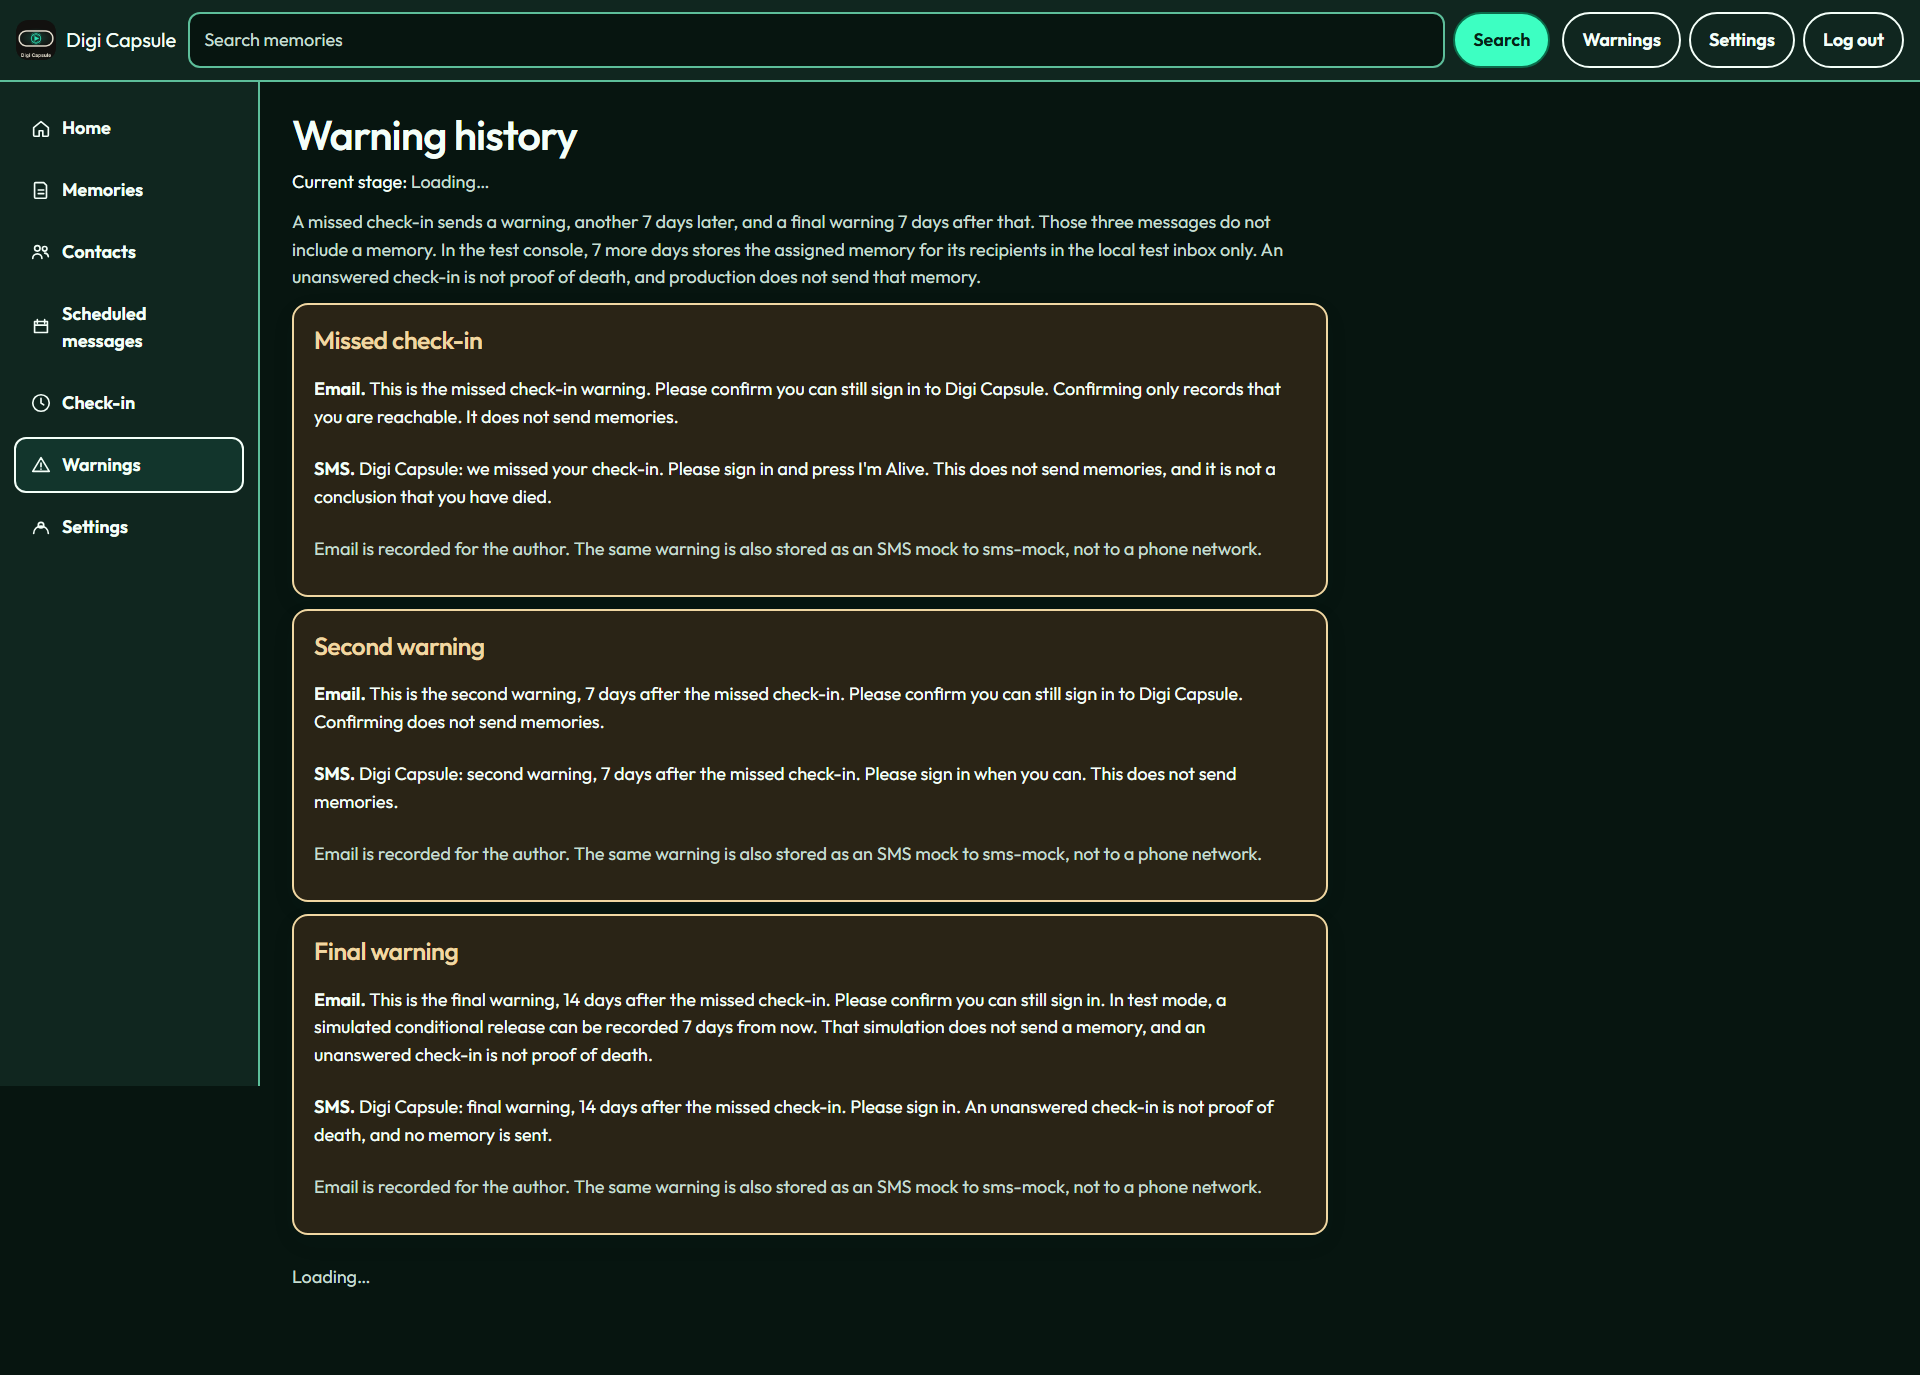 Digi Capsule
Digi Capsule
Search memories
Search
Warnings
Settings
Log out
Home
Memories
Contacts
Scheduled
messages
Check-in
Warnings
Settings
Warning history
Current stage: Loading...
A missed check-in sends a warning, another 7 days later, and a final warning 7 days after that. Those three messages do not
include a memory. In the test console, 7 more days stores the assigned memory for its recipients in the local test inbox only. An
unanswered check-in is not proof of death, and production does not send that memory.
Missed check-in
Email. This is the missed check-in warning. Please confirm you can still sign in to Digi Capsule. Confirming only records that
you are reachable. It does not send memories.
SMS. Digi Capsule: we missed your check-in. Please sign in and press I'm Alive. This does not send memories, and it is not a
conclusion that you have died.
Email is recorded for the author. The same warning is also stored as an SMS mock to sms-mock, not to a phone network.
Second warning
Email. This is the second warning, 7 days after the missed check-in. Please confirm you can still sign in to Digi Capsule.
Confirming does not send memories.
SMS. Digi Capsule: second warning, 7 days after the missed check-in. Please sign in when you can. This does not send
memories.
Email is recorded for the author. The same warning is also stored as an SMS mock to sms-mock, not to a phone network.
Final warning
Email. This is the final warning, 14 days after the missed check-in. Please confirm you can still sign in. In test mode, a
simulated conditional release can be recorded 7 days from now. That simulation does not send a memory, and an
unanswered check-in is not proof of death.
SMS. Digi Capsule: final warning, 14 days after the missed check-in. Please sign in. An unanswered check-in is not proof of
death, and no memory is sent.
Email is recorded for the author. The same warning is also stored as an SMS mock to sms-mock, not to a phone network.
Loading...